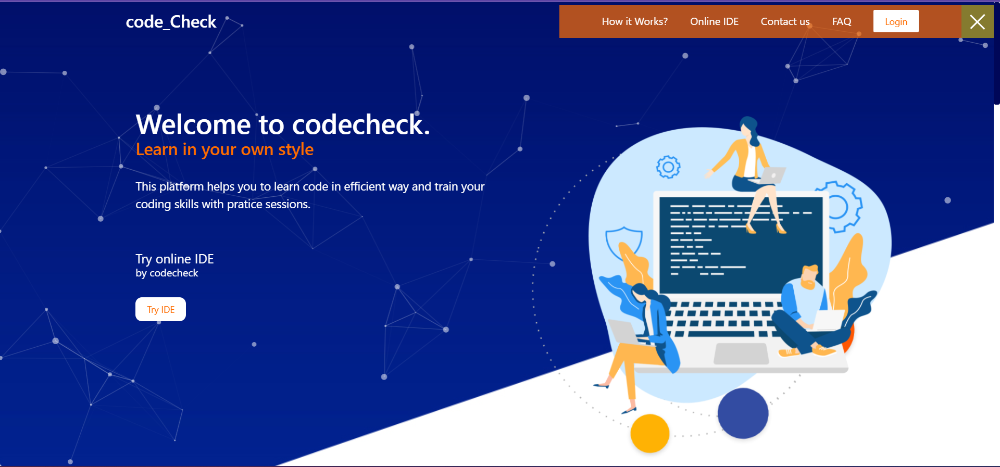 code_Check
How it Works?
Online IDE
Contact us
FAQ
Login
Welcome to codecheck.
Learn in your own style
This platform helps you to learn code in efficient way and train your
coding skills with pratice sessions.
Try online IDE
by codecheck
Try IDE